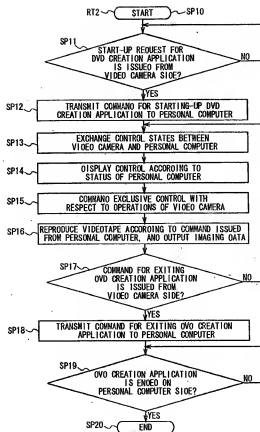 RT2
START
SP10
SP11
START-UP REQUEST FOR
DVD CREATION APPLICATION
IS ISSUED FROM
VIDEO CAMERA SIDE?
NO
YES
SP12
TRANSMIT COMMAND FOR STARTING-UP DVD
CREATION APPLICATION TO PERSONAL COMPUTER
SP13
EXCHANGE CONTROL STATES BETWEEN
VIDEO CAMERA AND PERSONAL COMPUTER
SP14
DISPLAY CONTROL ACCORDING TO
STATUS OF PERSONAL COMPUTER
SP15
COMMAND EXCLUSIVE CONTROL WITH
RESPECT TO OPERATIONS OF VIDEO CAMERA
SP16
REPRODUCE VIDEOTAPE ACCORDING TO COMMAND ISSUED
FROM PERSONAL COMPUTER, AND OUTPUT IMAGING DATA
SP17
COMMAND FOR EXITING
DVD CREATION APPLICATION
IS ISSUED FROM
VIDEO CAMERA SIDE?
NO
YES
SP18
TRANSMIT COMMAND FOR EXITING DVD CREATION
APPLICATION TO PERSONAL COMPUTER
SP19
DVD CREATION APPLICATION
IS ENDED ON
PERSONAL COMPUTER SIDE?
NO
YES
SP20
END